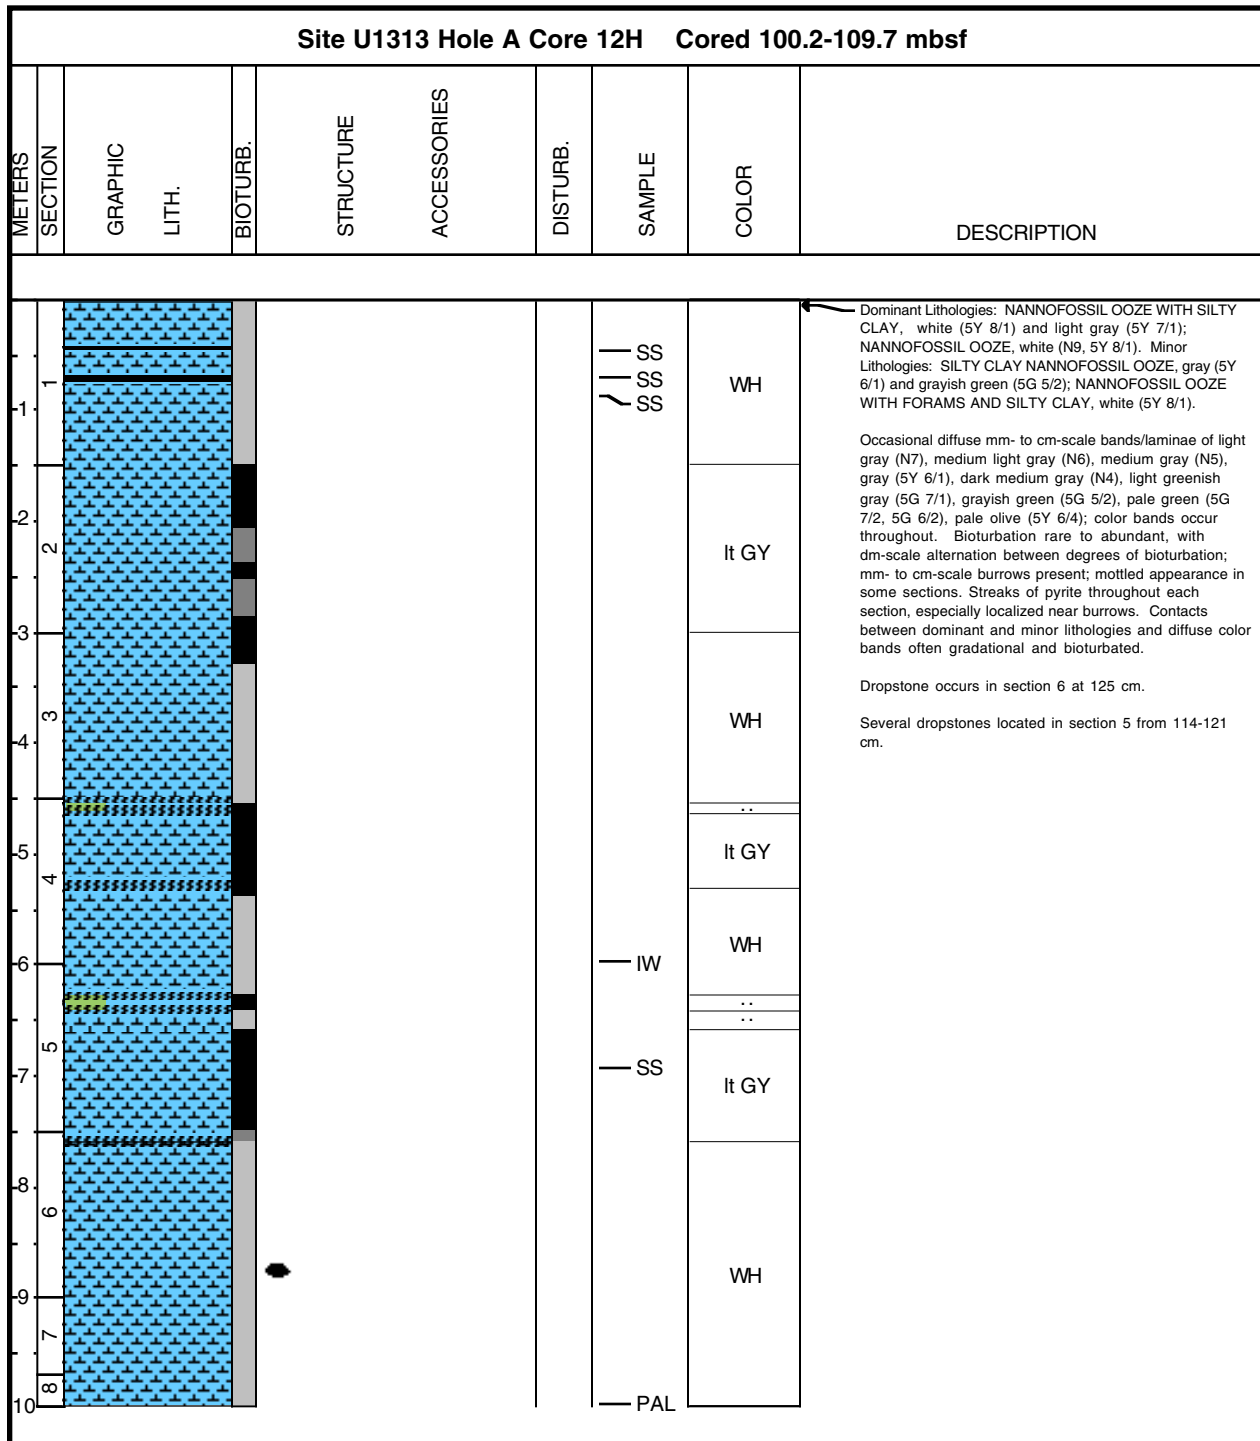 Site U1313 Hole A Core 12H Cored 100.2-109.7 mbsf
METERS
SECTION
GRAPHIC
LITH.
BIOTURB.
STRUCTURE
ACCESSORIES
DISTURB.
SAMPLE
COLOR
DESCRIPTION
1
2
3
4
5
6
7
8
9
10
1
2
3
4
5
6
7
8
SS
SS
SS
IW
SS
PAL
WH
lt GY
WH
. .
lt GY
WH
. .
. .
lt GY
WH
Dominant Lithologies: NANNOFOSSIL OOZE WITH SILTY
CLAY, white (5Y 8/1) and light gray (5Y 7/1);
NANNOFOSSIL OOZE, white (N9, 5Y 8/1). Minor
Lithologies: SILTY CLAY NANNOFOSSIL OOZE, gray (5Y
6/1) and grayish green (5G 5/2); NANNOFOSSIL OOZE
WITH FORAMS AND SILTY CLAY, white (5Y 8/1).
Occasional diffuse mm- to cm-scale bands/laminae of light
gray (N7), medium light gray (N6), medium gray (N5),
gray (5Y 6/1), dark medium gray (N4), light greenish
gray (5G 7/1), grayish green (5G 5/2), pale green (5G
7/2, 5G 6/2), pale olive (5Y 6/4); color bands occur
throughout. Bioturbation rare to abundant, with
dm-scale alternation between degrees of bioturbation;
mm- to cm-scale burrows present; mottled appearance in
some sections. Streaks of pyrite throughout each
section, especially localized near burrows. Contacts
between dominant and minor lithologies and diffuse color
bands often gradational and bioturbated.
Dropstone occurs in section 6 at 125 cm.
Several dropstones located in section 5 from 114-121
cm.